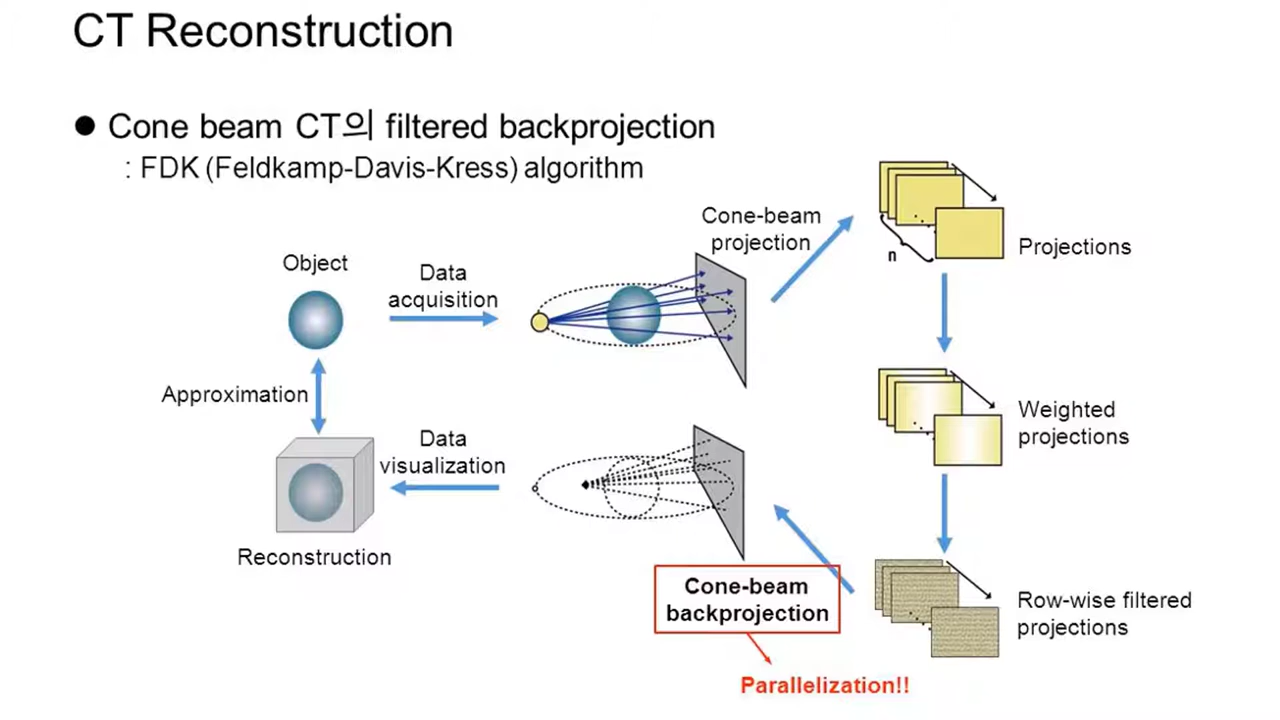 CT Reconstruction
● Cone beam CT의 filtered backprojection
: FDK (Feldkamp-Davis-Kress) algorithm
Object
Data
acquisition
Cone-beam
projection
n
Projections
Approximation
Weighted
projections
Data
visualization
Reconstruction
Cone-beam
backprojection
Row-wise filtered
projections
Parallelization!!